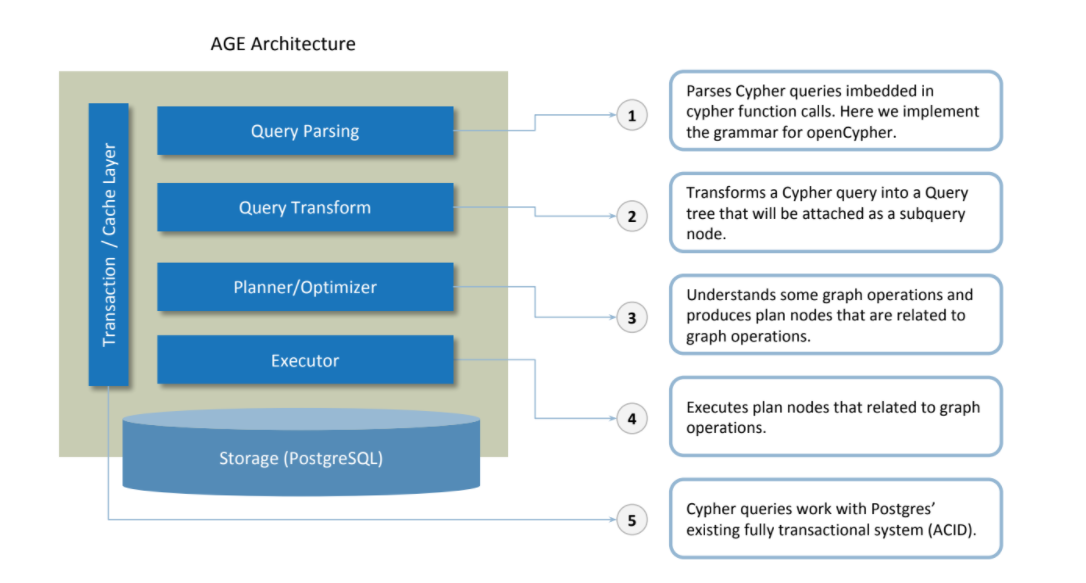 AGE Architecture
Transaction / Cache Layer
Query Parsing
Query Transform
Planner/Optimizer
Executor
Storage (PostgreSQL)
1
Parses Cypher queries imbedded in
cypher function calls. Here we implement
the grammar for openCypher.
2
Transforms a Cypher query into a Query
tree that will be attached as a subquery
node.
3
Understands some graph operations and
produces plan nodes that are related to
graph operations.
4
Executes plan nodes that related to graph
operations.
5
Cypher queries work with Postgres’
existing fully transactional system (ACID).